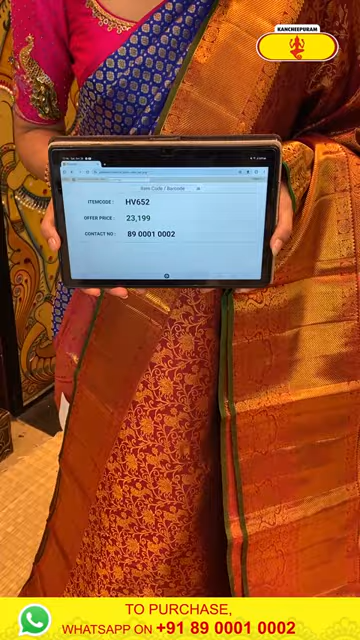 KANCHEEPURAM
Item Code / Barcode
ITEMCODE : HV652
OFFER PRICE : 23,199
CONTACT NO : 89 0001 0002
TO PURCHASE,
WHATSAPP ON +91 89 0001 0002